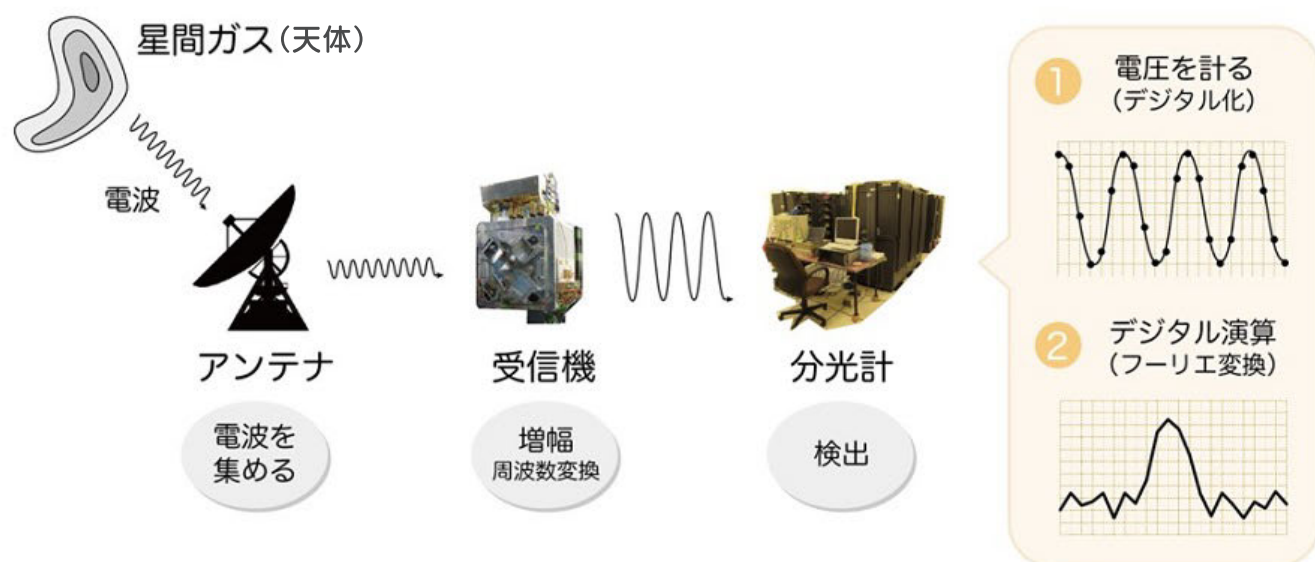 星間ガス(天体)
電波
アンテナ
電波を
集める
受信機
増幅
周波数変換
分光計
検出
1
電圧を計る
(デジタル化)
2
デジタル演算
(フーリエ変換)